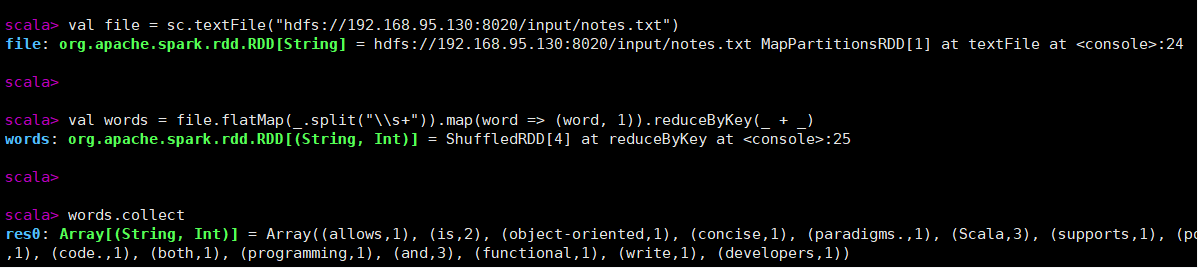 scala> val file = sc.textFile("hdfs://192.168.95.130:8020/input/notes.txt")
file: org.apache.spark.rdd.RDD[String] = hdfs://192.168.95.130:8020/input/notes.txt MapPartitionsRDD[1] at textFile at <console>:24
scala>
scala> val words = file.flatMap(_.split("\\s+")).map(word => (word, 1)).reduceByKey(_ + _)
words: org.apache.spark.rdd.RDD[(String, Int)] = ShuffledRDD[4] at reduceByKey at <console>:25
scala>
scala> words.collect
res0: Array[(String, Int)] = Array((allows,1), (is,2), (object-oriented,1), (concise,1), (paradigms.,1), (Scala,3), (supports,1),
,1), (code.,1), (both,1), (programming,1), (and,3), (functional,1), (write,1), (developers,1))